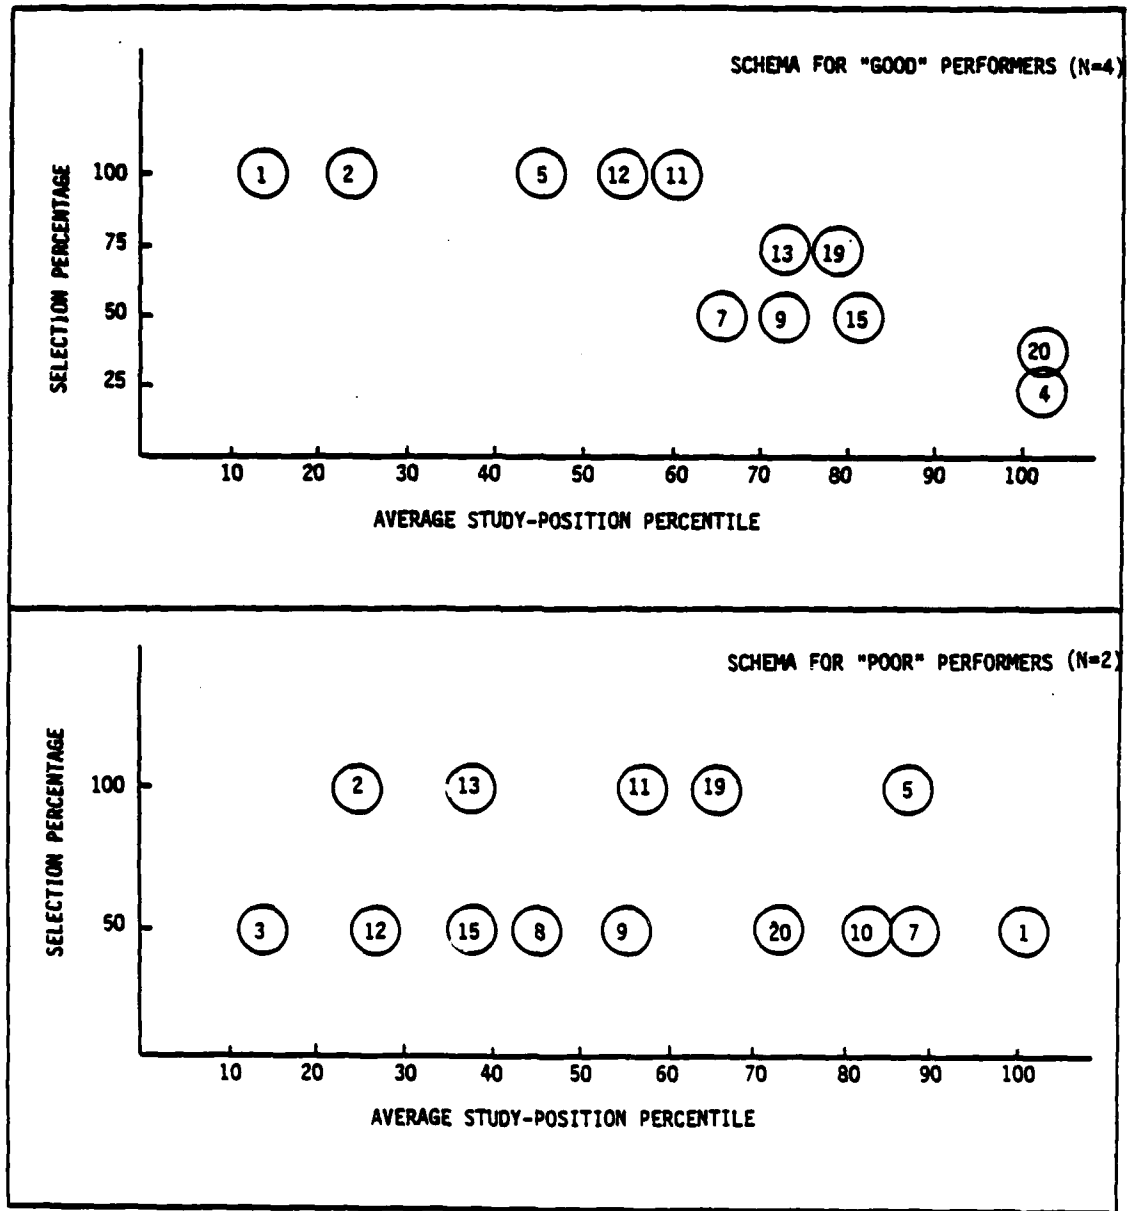 SCHEMA FOR "GOOD" PERFORMERS (N=4)
SELECTION PERCENTAGE
100
75
50
25
1 2 5 12 11
13 19
7 9 15
20
4
10 20 30 40 50 60 70 80 90 100
AVERAGE STUDY-POSITION PERCENTILE
SCHEMA FOR "POOR" PERFORMERS (N=2)
SELECTION PERCENTAGE
100
50
2 13 11 19 5
3 12 15 8 9 20 10 7 1
10 20 30 40 50 60 70 80 90 100
AVERAGE STUDY-POSITION PERCENTILE